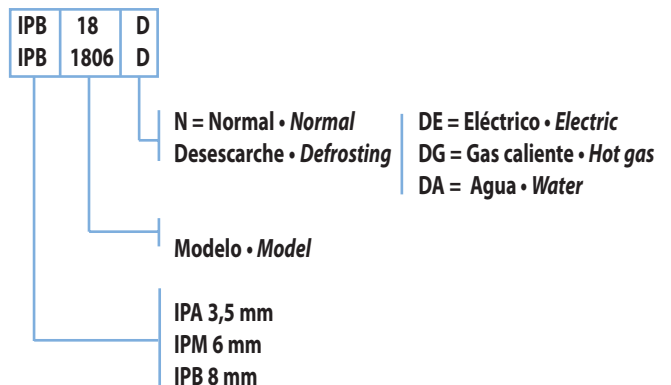 IPB 18 D
IPB 1806 D
N = Normal • Normal
Desescarche • Defrosting
DE = Eléctrico • Electric
DG = Gas caliente • Hot gas
DA = Agua • Water
Modelo • Model
IPA 3,5 mm
IPM 6 mm
IPB 8 mm